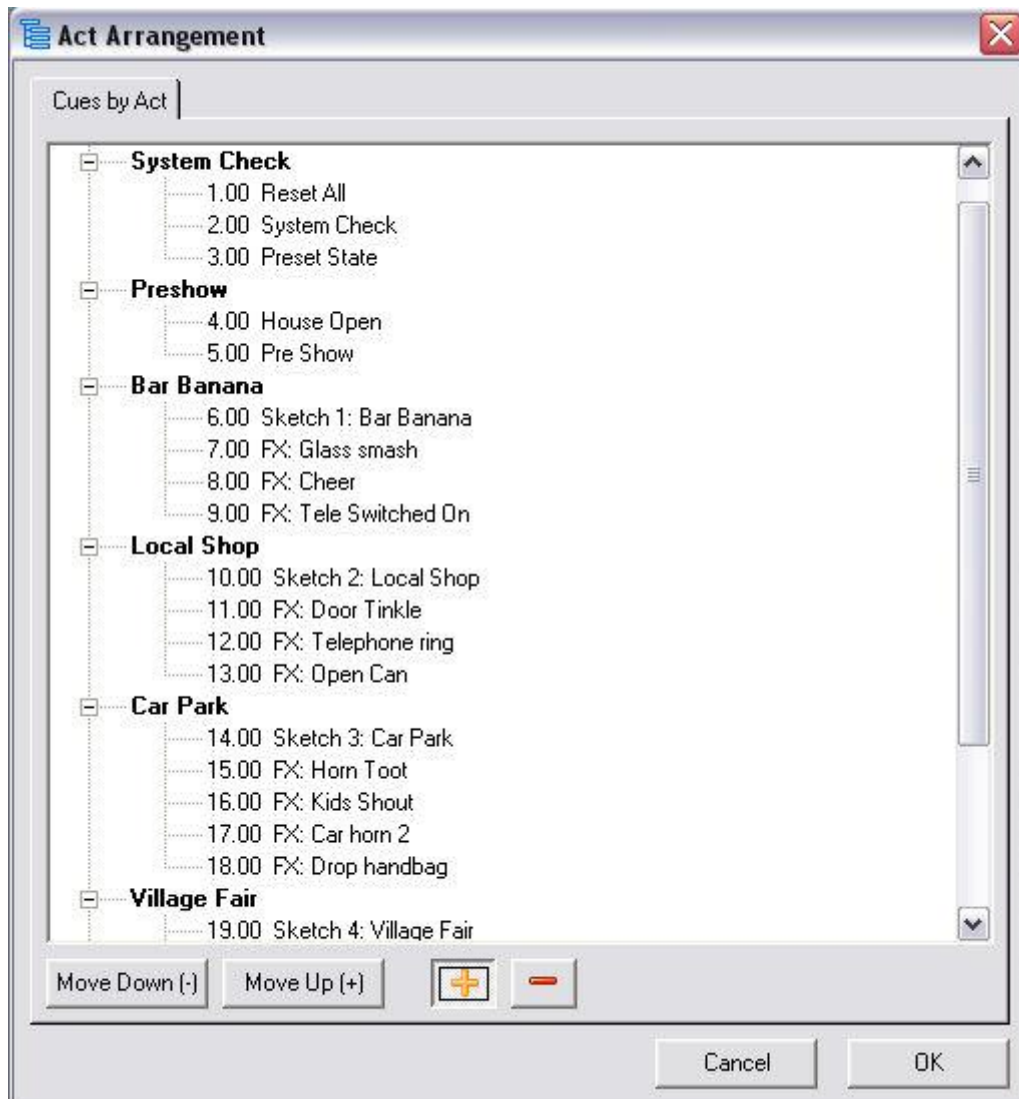 Act Arrangement
Cues by Act
System Check
1.00 Reset All
2.00 System Check
3.00 Preset State
Preshow
4.00 House Open
5.00 Pre Show
Bar Banana
6.00 Sketch 1: Bar Banana
7.00 FX: Glass smash
8.00 FX: Cheer
9.00 FX: Tele Switched On
Local Shop
10.00 Sketch 2: Local Shop
11.00 FX: Door Tinkle
12.00 FX: Telephone ring
13.00 FX: Open Can
Car Park
14.00 Sketch 3: Car Park
15.00 FX: Horn Toot
16.00 FX: Kids Shout
17.00 FX: Car horn 2
18.00 FX: Drop handbag
Village Fair
19.00 Sketch 4: Village Fair
Move Down (-) Move Up (+)
Cancel OK